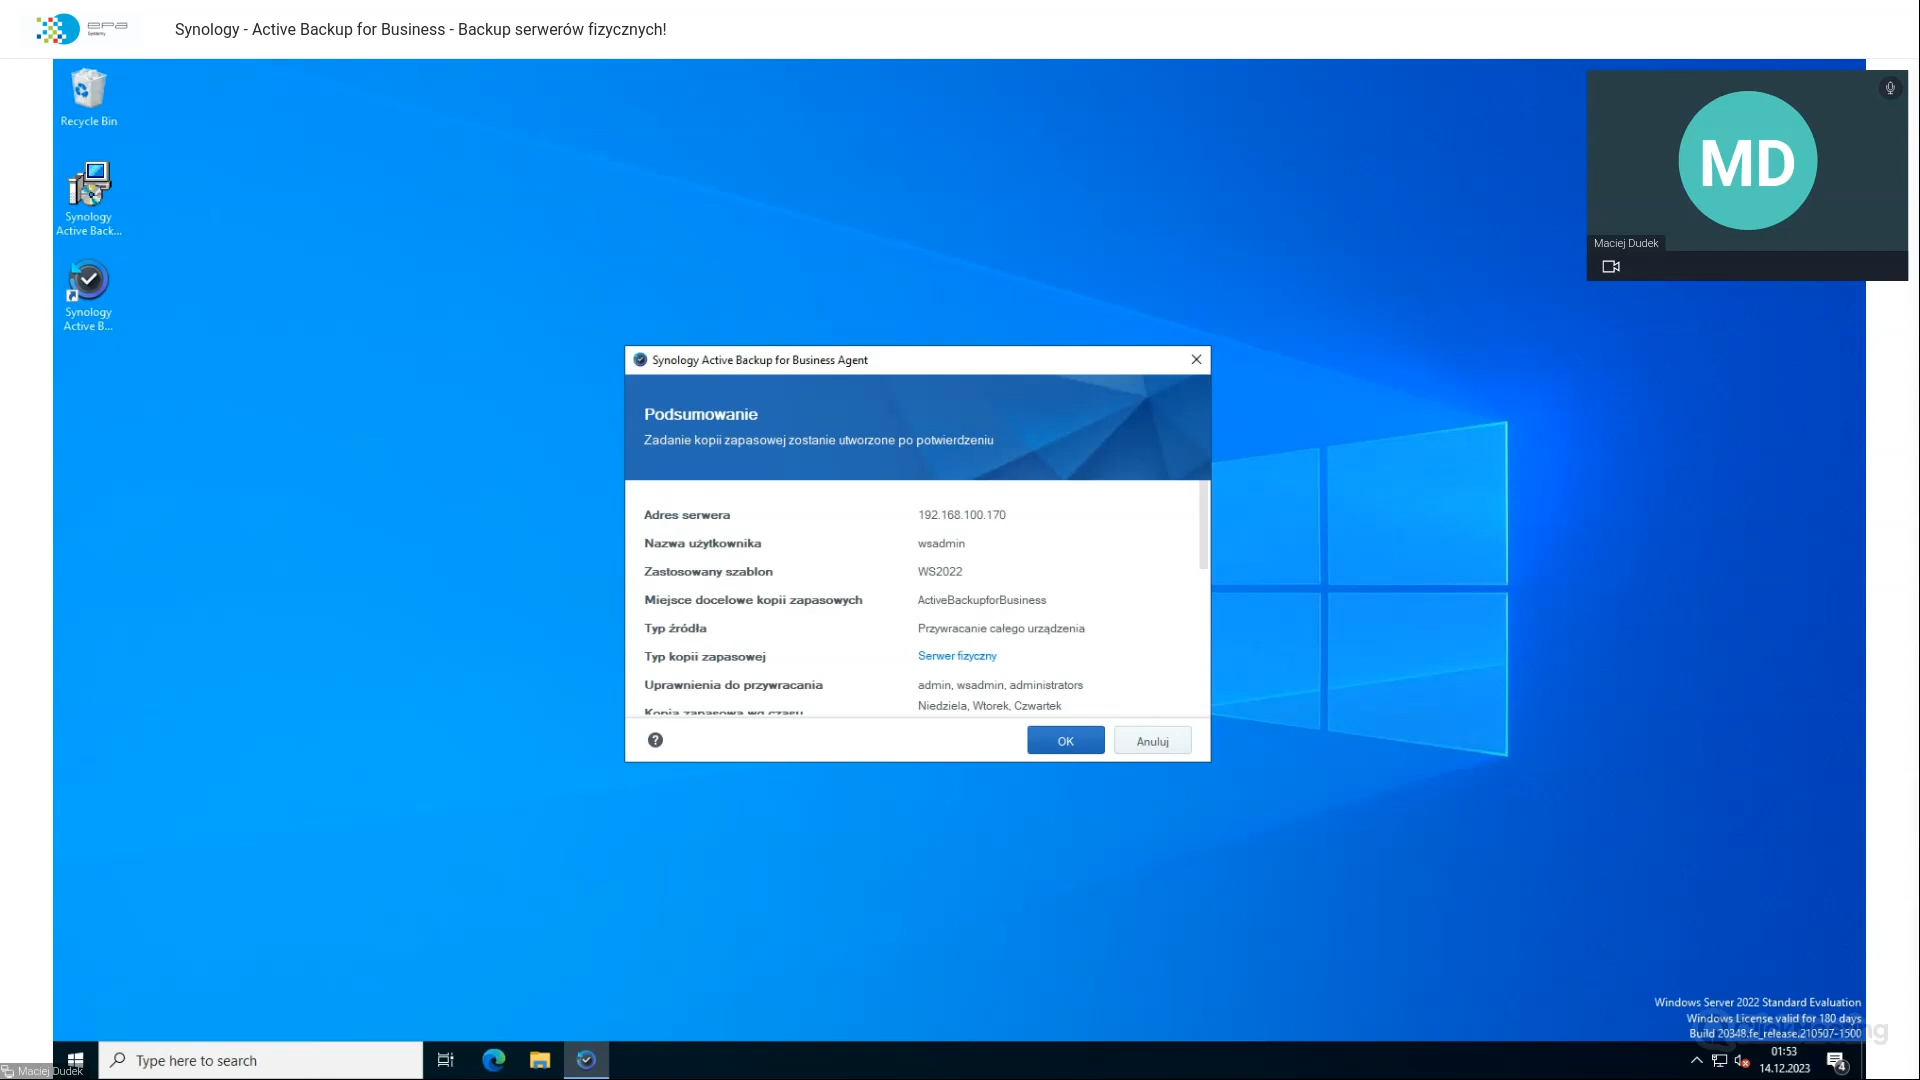 epa
Systemy
Synology - Active Backup for Business - Backup serwerów fizycznych!
Recycle Bin
Synology
Active Back...
Synology
Active B...
MD
Maciej Dudek
Synology Active Backup for Business Agent
Podsumowanie
Zadanie kopii zapasowej zostanie utworzone po potwierdzeniu
Adres serwera 192.168.100.170
Nazwa użytkownika wsadmin
Zastosowany szablon WS2022
Miejsce docelowe kopii zapasowych ActiveBackupforBusiness
Typ źródła Przywracanie całego urządzenia
Typ kopii zapasowej Serwer fizyczny
Uprawnienia do przywracania admin, wsadmin, administrators
Kopia zapasowa wg czasu Niedziela, Wtorek, Czwartek
? OK Anuluj
Windows Server 2022 Standard Evaluation
Windows License valid for 180 days
Build 20348.fe_release.210507-1500
Type here to search
01:53
14.12.2023
4
Maciej Dudek